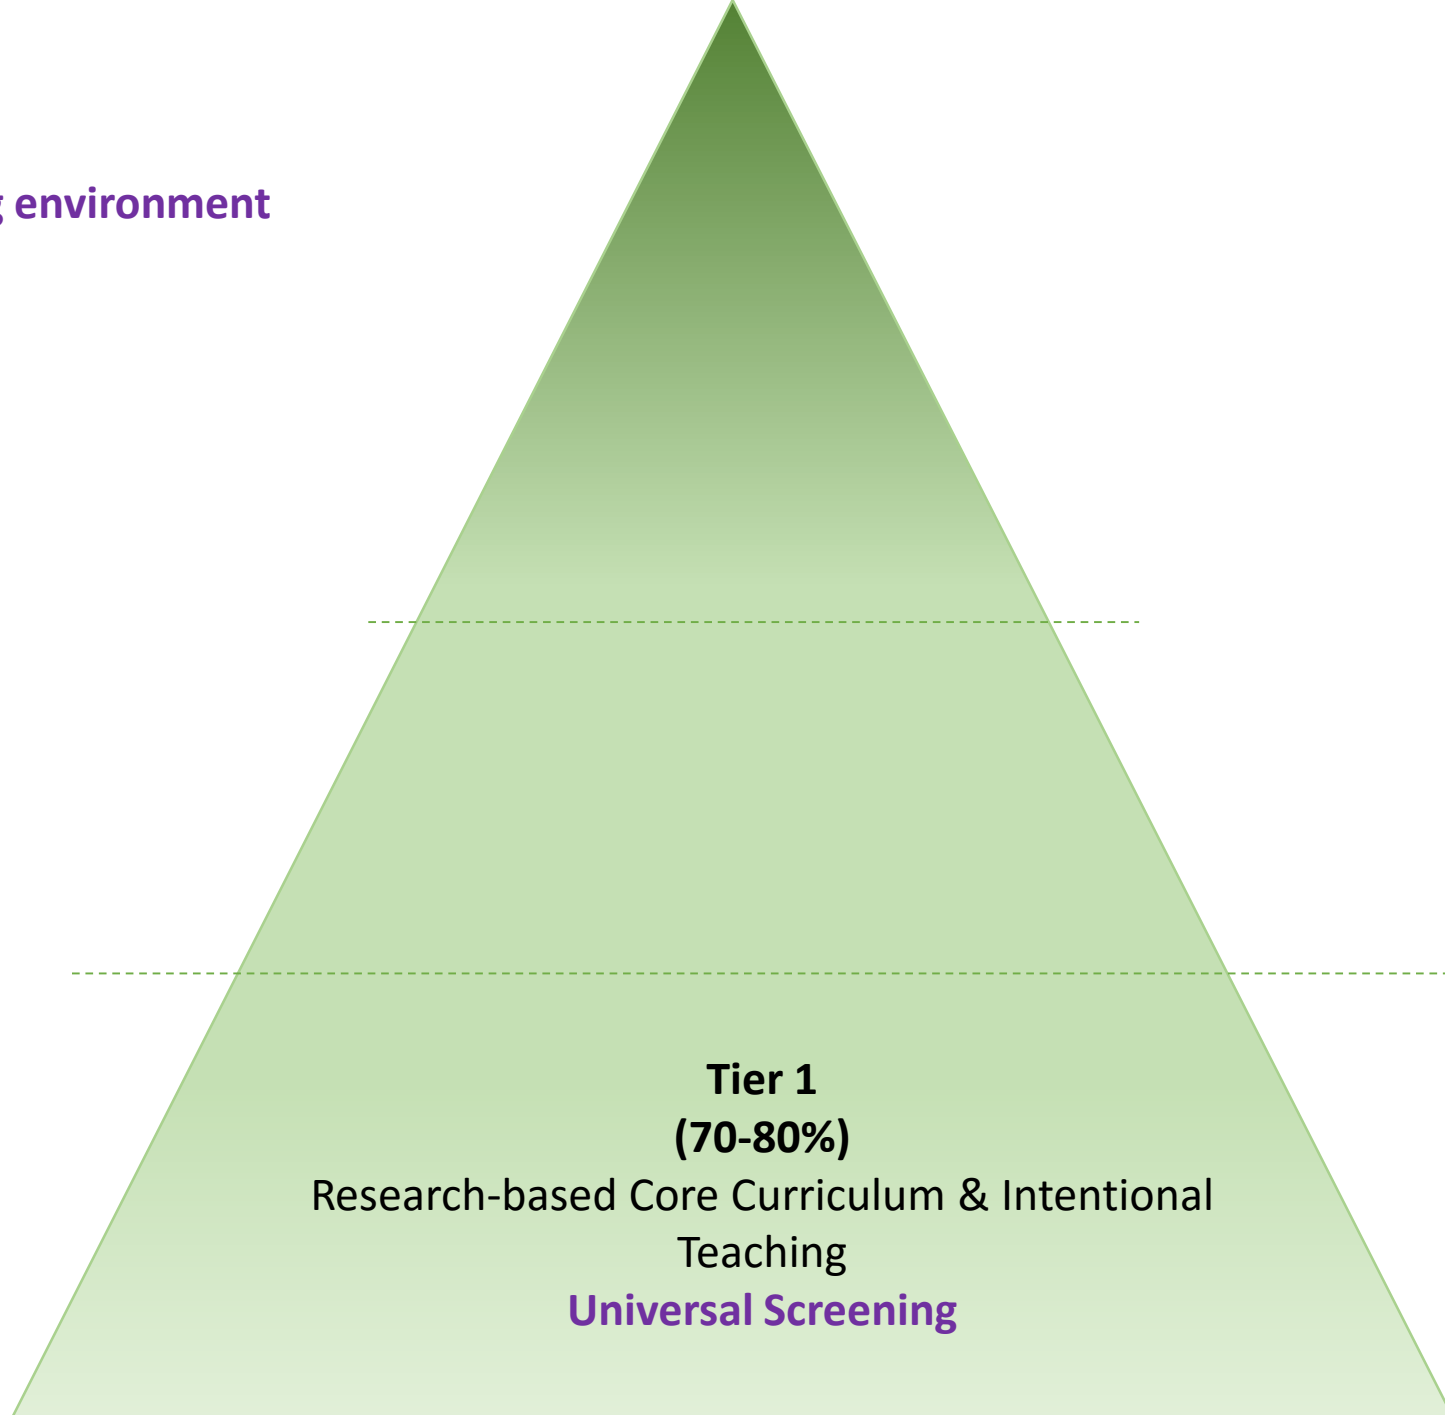 environment
Tier 1
(70-80%)
Research-based Core Curriculum & Intentional
Teaching
Universal Screening